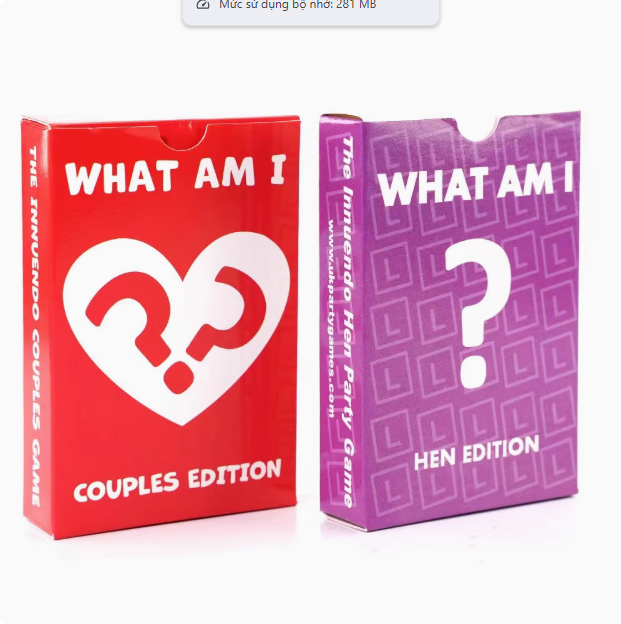 Mức sử dụng bộ nhớ: 281 MB
THE INNUENDO COUPLES GAME
WHAT AM I
??
COUPLES EDITION
The Innuendo Hen Party Game
www.ukpartygames.com
WHAT AM I
?
HEN EDITION